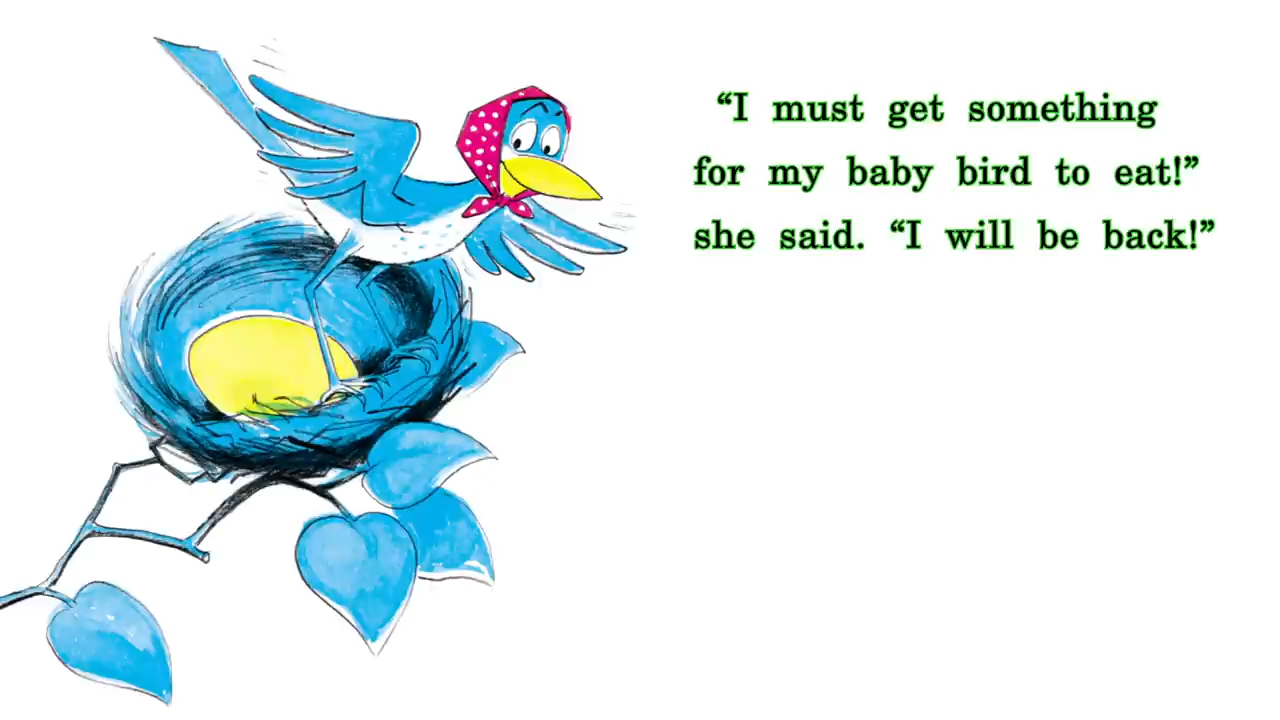 “I must get something
for my baby bird to eat!”
she said. “I will be back!”